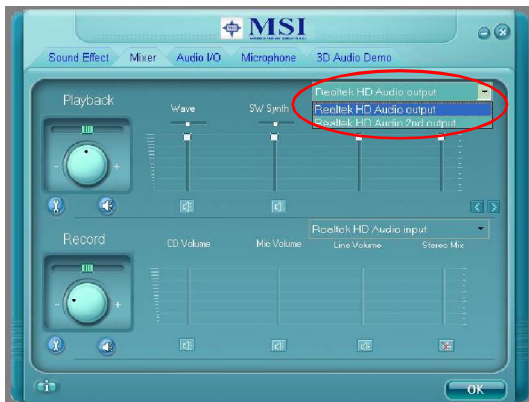 MSI
Sound Effect Mixer Audio I/O Microphone 3D Audio Demo
Realtek HD Audio output
Playback
Wave SW Synth
Realtek HD Audio output
Realtek HD Audio 2nd output
Realtek HD Audio input
Record
CD Volume Mic Volume Line Volume Stereo Mix
OK